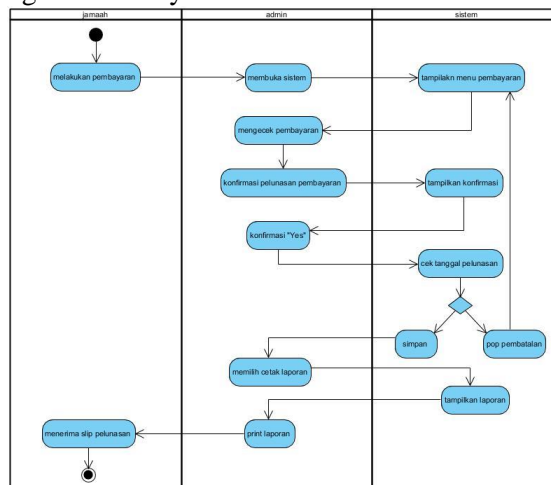 jamaah
admin
sistem
melakukan pembayaran
membuka sistem
tampilakn menu pembayaran
mengecek pembayaran
konfirmasi pelunasan pembayaran
tampilkan konfirmasi
konfirmasi "Yes"
cek tanggal pelunasan
simpan
pop pembatalan
memilih cetak laporan
tampilkan laporan
menerima slip pelunasan
print laporan